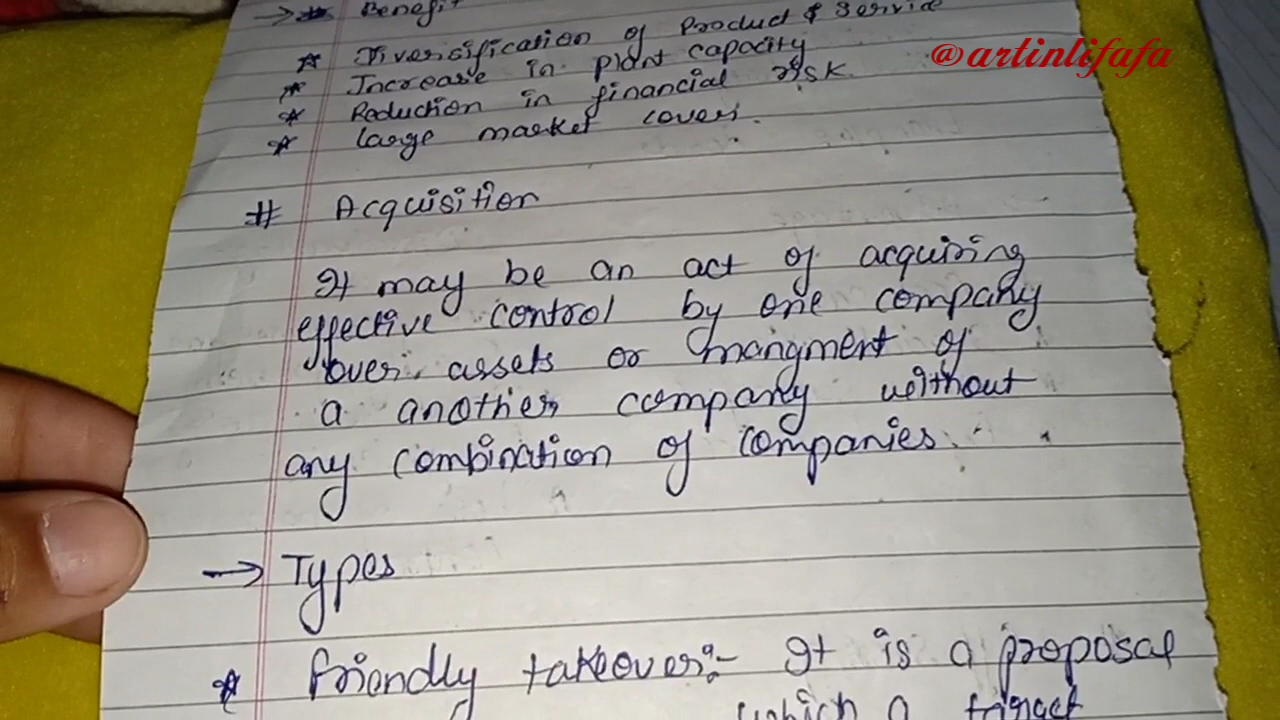 → # Benefit
* Diversification of Product & Service
* Increase in plant capacity
* Reduction in financial risk.
* large market cover.
@artinlifafa
# Acquisition
It may be an act of acquiring
effective control by one company
over assets or mangment of
a another company without
any combination of companies.
→ Types
* friendly takeover:- It is a proposal
which a